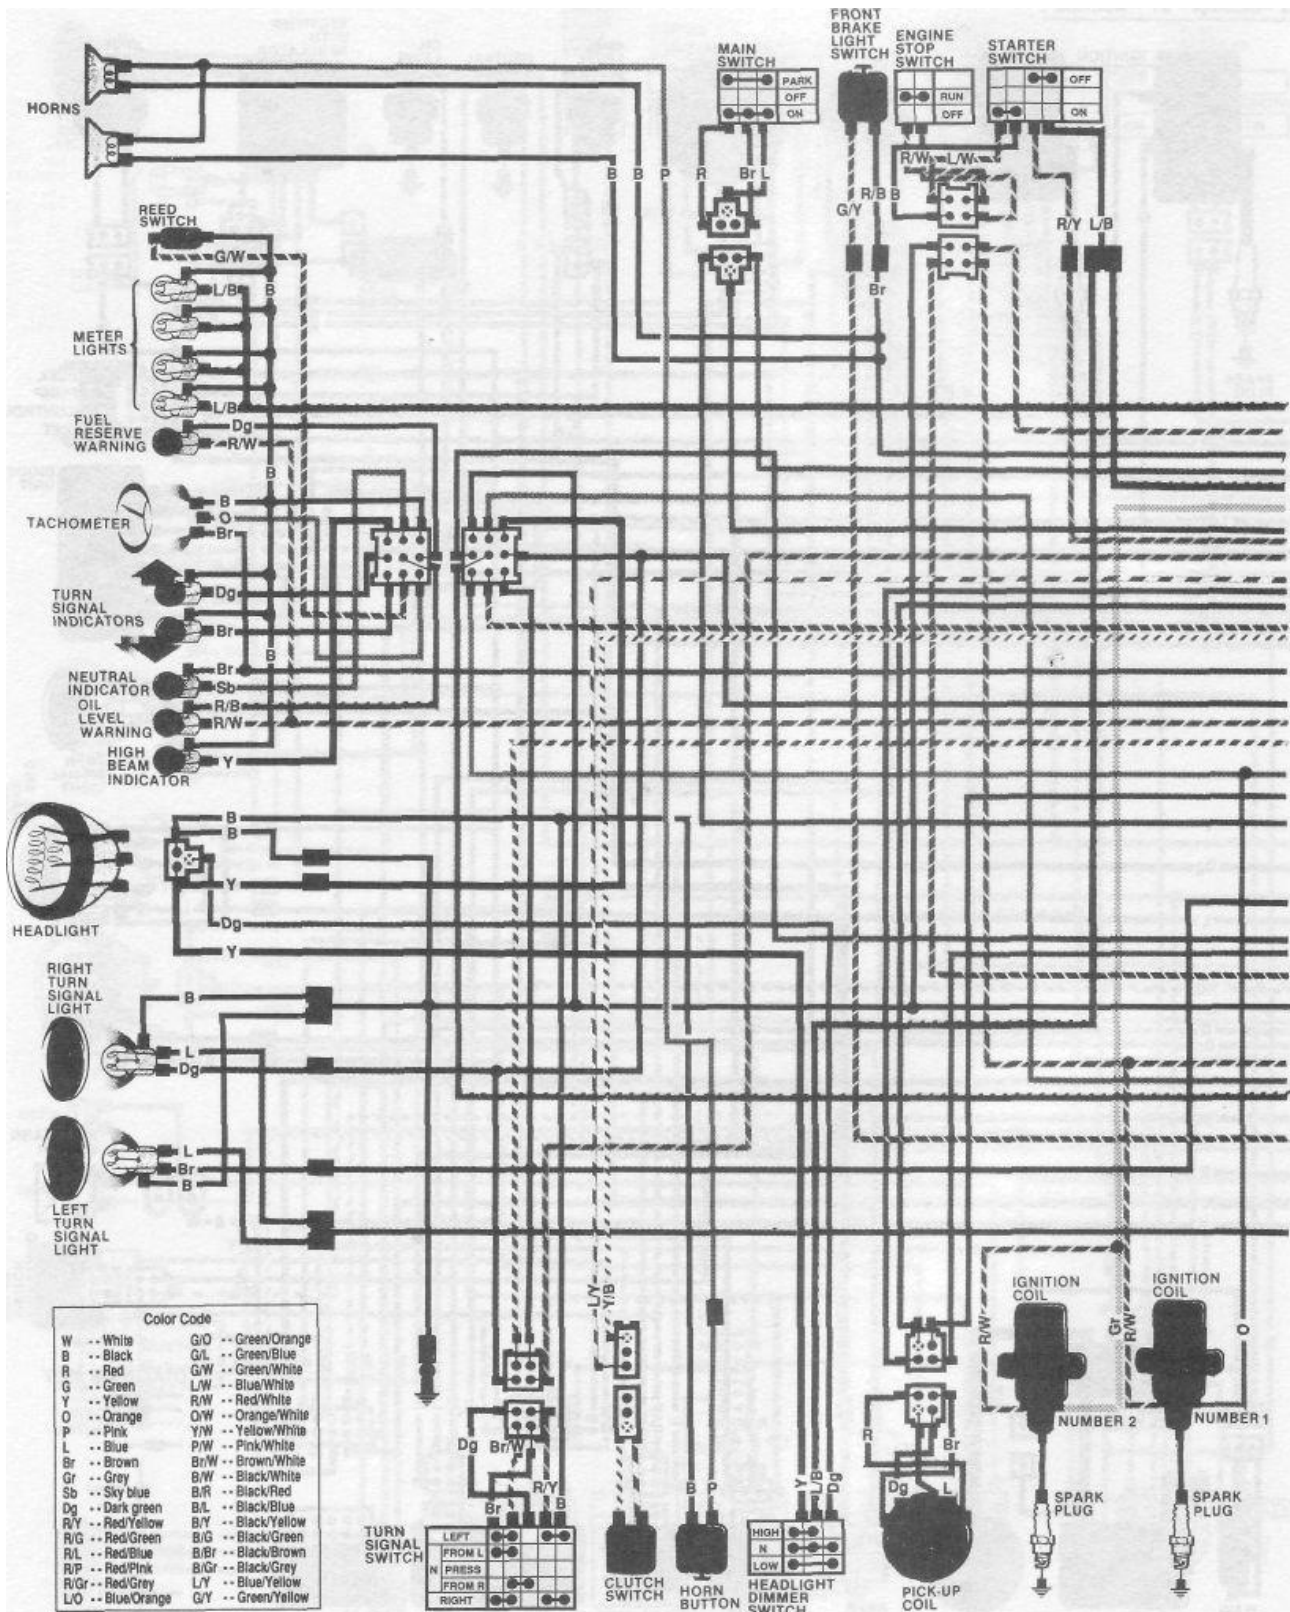 FRONT
BRAKE
LIGHT
SWITCH
ENGINE
STOP
SWITCH
STARTER
SWITCH
MAIN
SWITCH
PARK
OFF
ON
RUN
OFF
OFF
ON
HORNS
R/W
L/W
B
B
P
R
Br
L
G/Y
R/B
B
R/Y
L/B
REED
SWITCH
G/W
L/B
B
Br
METER
LIGHTS
L/B
FUEL
RESERVE
WARNING
Dg
R/W
B
TACHOMETER
B
O
Br
TURN
SIGNAL
INDICATORS
Dg
Br
B
NEUTRAL
INDICATOR
Br
Sb
OIL
LEVEL
WARNING
R/B
R/W
HIGH
BEAM
INDICATOR
Y
B
B
Y
Dg
Y
HEADLIGHT
RIGHT
TURN
SIGNAL
LIGHT
B
L
Dg
L
Br
B
LEFT
TURN
SIGNAL
LIGHT
L/Y
Y/B
IGNITION
COIL
IGNITION
COIL
R/W
Gr
R/W
O
NUMBER 2
NUMBER 1
Color Code
W -- White
B -- Black
R -- Red
G -- Green
Y -- Yellow
O -- Orange
P -- Pink
L -- Blue
Br -- Brown
Gr -- Grey
Sb -- Sky blue
Dg -- Dark green
R/Y -- Red/Yellow
R/G -- Red/Green
R/L -- Red/Blue
R/P -- Red/Pink
R/Gr -- Red/Grey
L/O -- Blue/Orange
G/O -- Green/Orange
G/L -- Green/Blue
G/W -- Green/White
L/W -- Blue/White
R/W -- Red/White
O/W -- Orange/White
Y/W -- Yellow/White
P/W -- Pink/White
Br/W -- Brown/White
B/W -- Black/White
B/R -- Black/Red
B/L -- Black/Blue
B/Y -- Black/Yellow
B/G -- Black/Green
B/Br -- Black/Brown
B/Gr -- Black/Grey
L/Y -- Blue/Yellow
G/Y -- Green/Yellow
Dg
Br/W
Br
R/Y
B
B
P
Y
L/B
Dg
R
Br
Dg
L
SPARK
PLUG
SPARK
PLUG
TURN
SIGNAL
SWITCH
LEFT
FROM L
N PRESS
FROM R
RIGHT
CLUTCH
SWITCH
HORN
BUTTON
HIGH
N
LOW
HEADLIGHT
DIMMER
SWITCH
PICK-UP
COIL